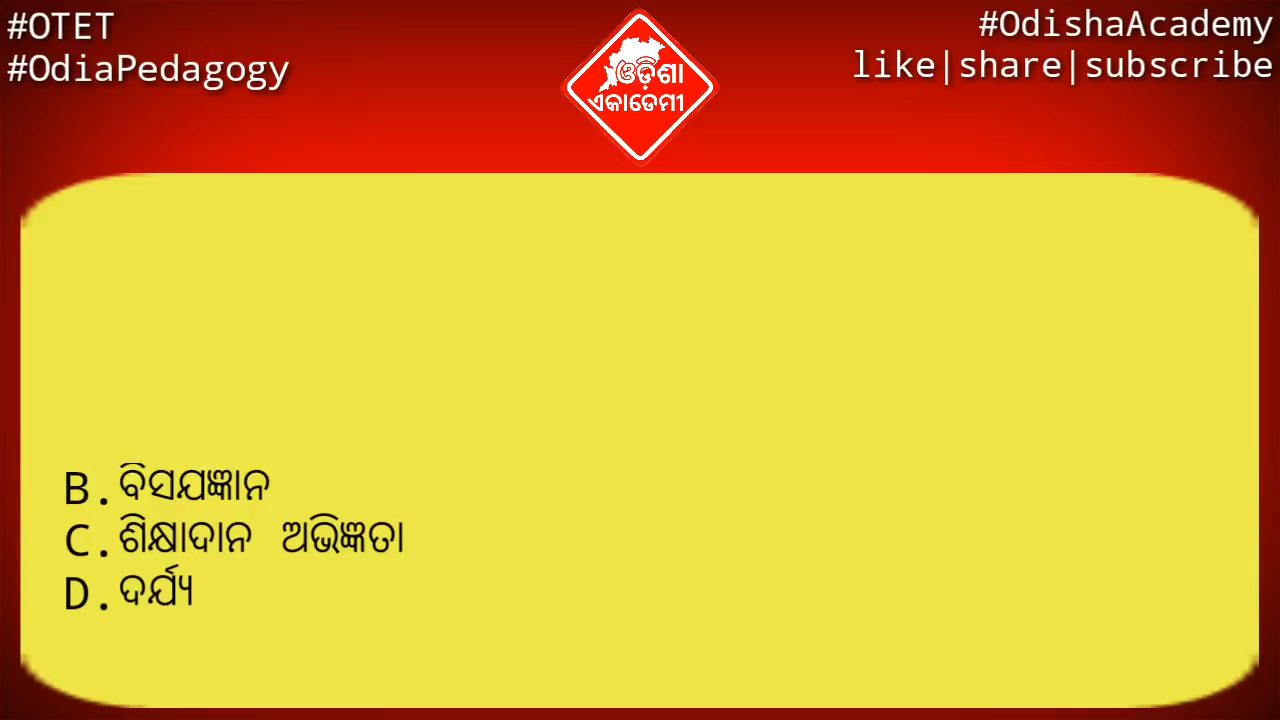 #OTET
#OdiaPedagogy
#OdishaAcademy
like|share|subscribe
ଓଡ଼ିଶା
ଏକାଡେମୀ
B.ବିସଯଜ୍ଞାନ
C.ଶିକ୍ଷାଦାନ ଅଭିଜ୍ଞତା
D.ଦର୍ଯ୍ୟ